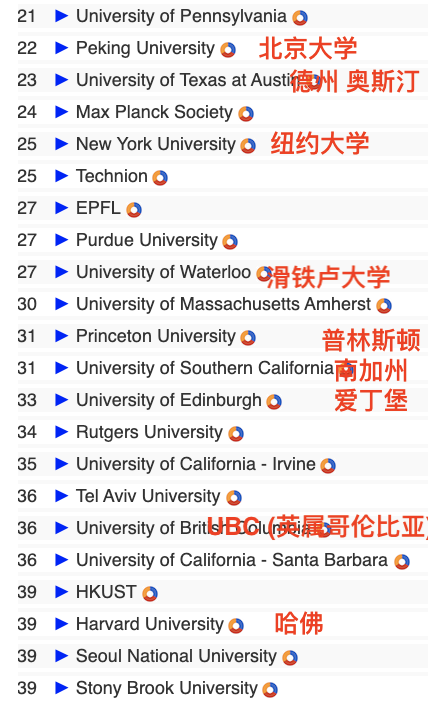 21 ► University of Pennsylvania
22 ► Peking University 北京大学
23 ► University of Texas at Austin 德州 奥斯汀
24 ► Max Planck Society
25 ► New York University 纽约大学
25 ► Technion
27 ► EPFL
27 ► Purdue University
27 ► University of Waterloo 滑铁卢大学
30 ► University of Massachusetts Amherst
31 ► Princeton University 普林斯顿
31 ► University of Southern California 南加州
33 ► University of Edinburgh 爱丁堡
34 ► Rutgers University
35 ► University of California - Irvine
36 ► Tel Aviv University
36 ► University of British Columbia UBC (英属哥伦比亚)
36 ► University of California - Santa Barbara
39 ► HKUST
39 ► Harvard University 哈佛
39 ► Seoul National University
39 ► Stony Brook University